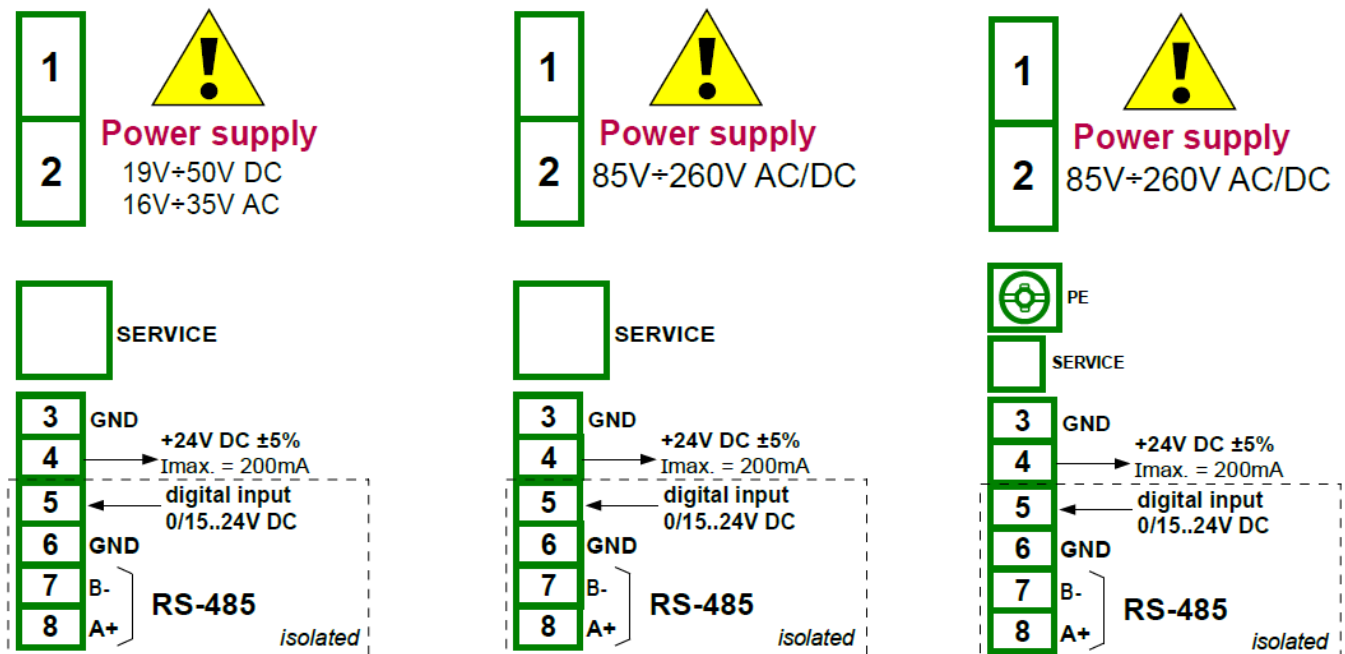 1
2
Power supply
19V÷50V DC
16V÷35V AC
SERVICE
3 GND
4 +24V DC ±5%
Imax. = 200mA
5 digital input
0/15..24V DC
6 GND
7 B-
RS-485
8 A+
isolated
1
2
Power supply
85V÷260V AC/DC
SERVICE
3 GND
4 +24V DC ±5%
Imax. = 200mA
5 digital input
0/15..24V DC
6 GND
7 B-
RS-485
8 A+
isolated
1
2
Power supply
85V÷260V AC/DC
PE
SERVICE
3 GND
4 +24V DC ±5%
Imax. = 200mA
5 digital input
0/15..24V DC
6 GND
7 B-
RS-485
8 A+
isolated